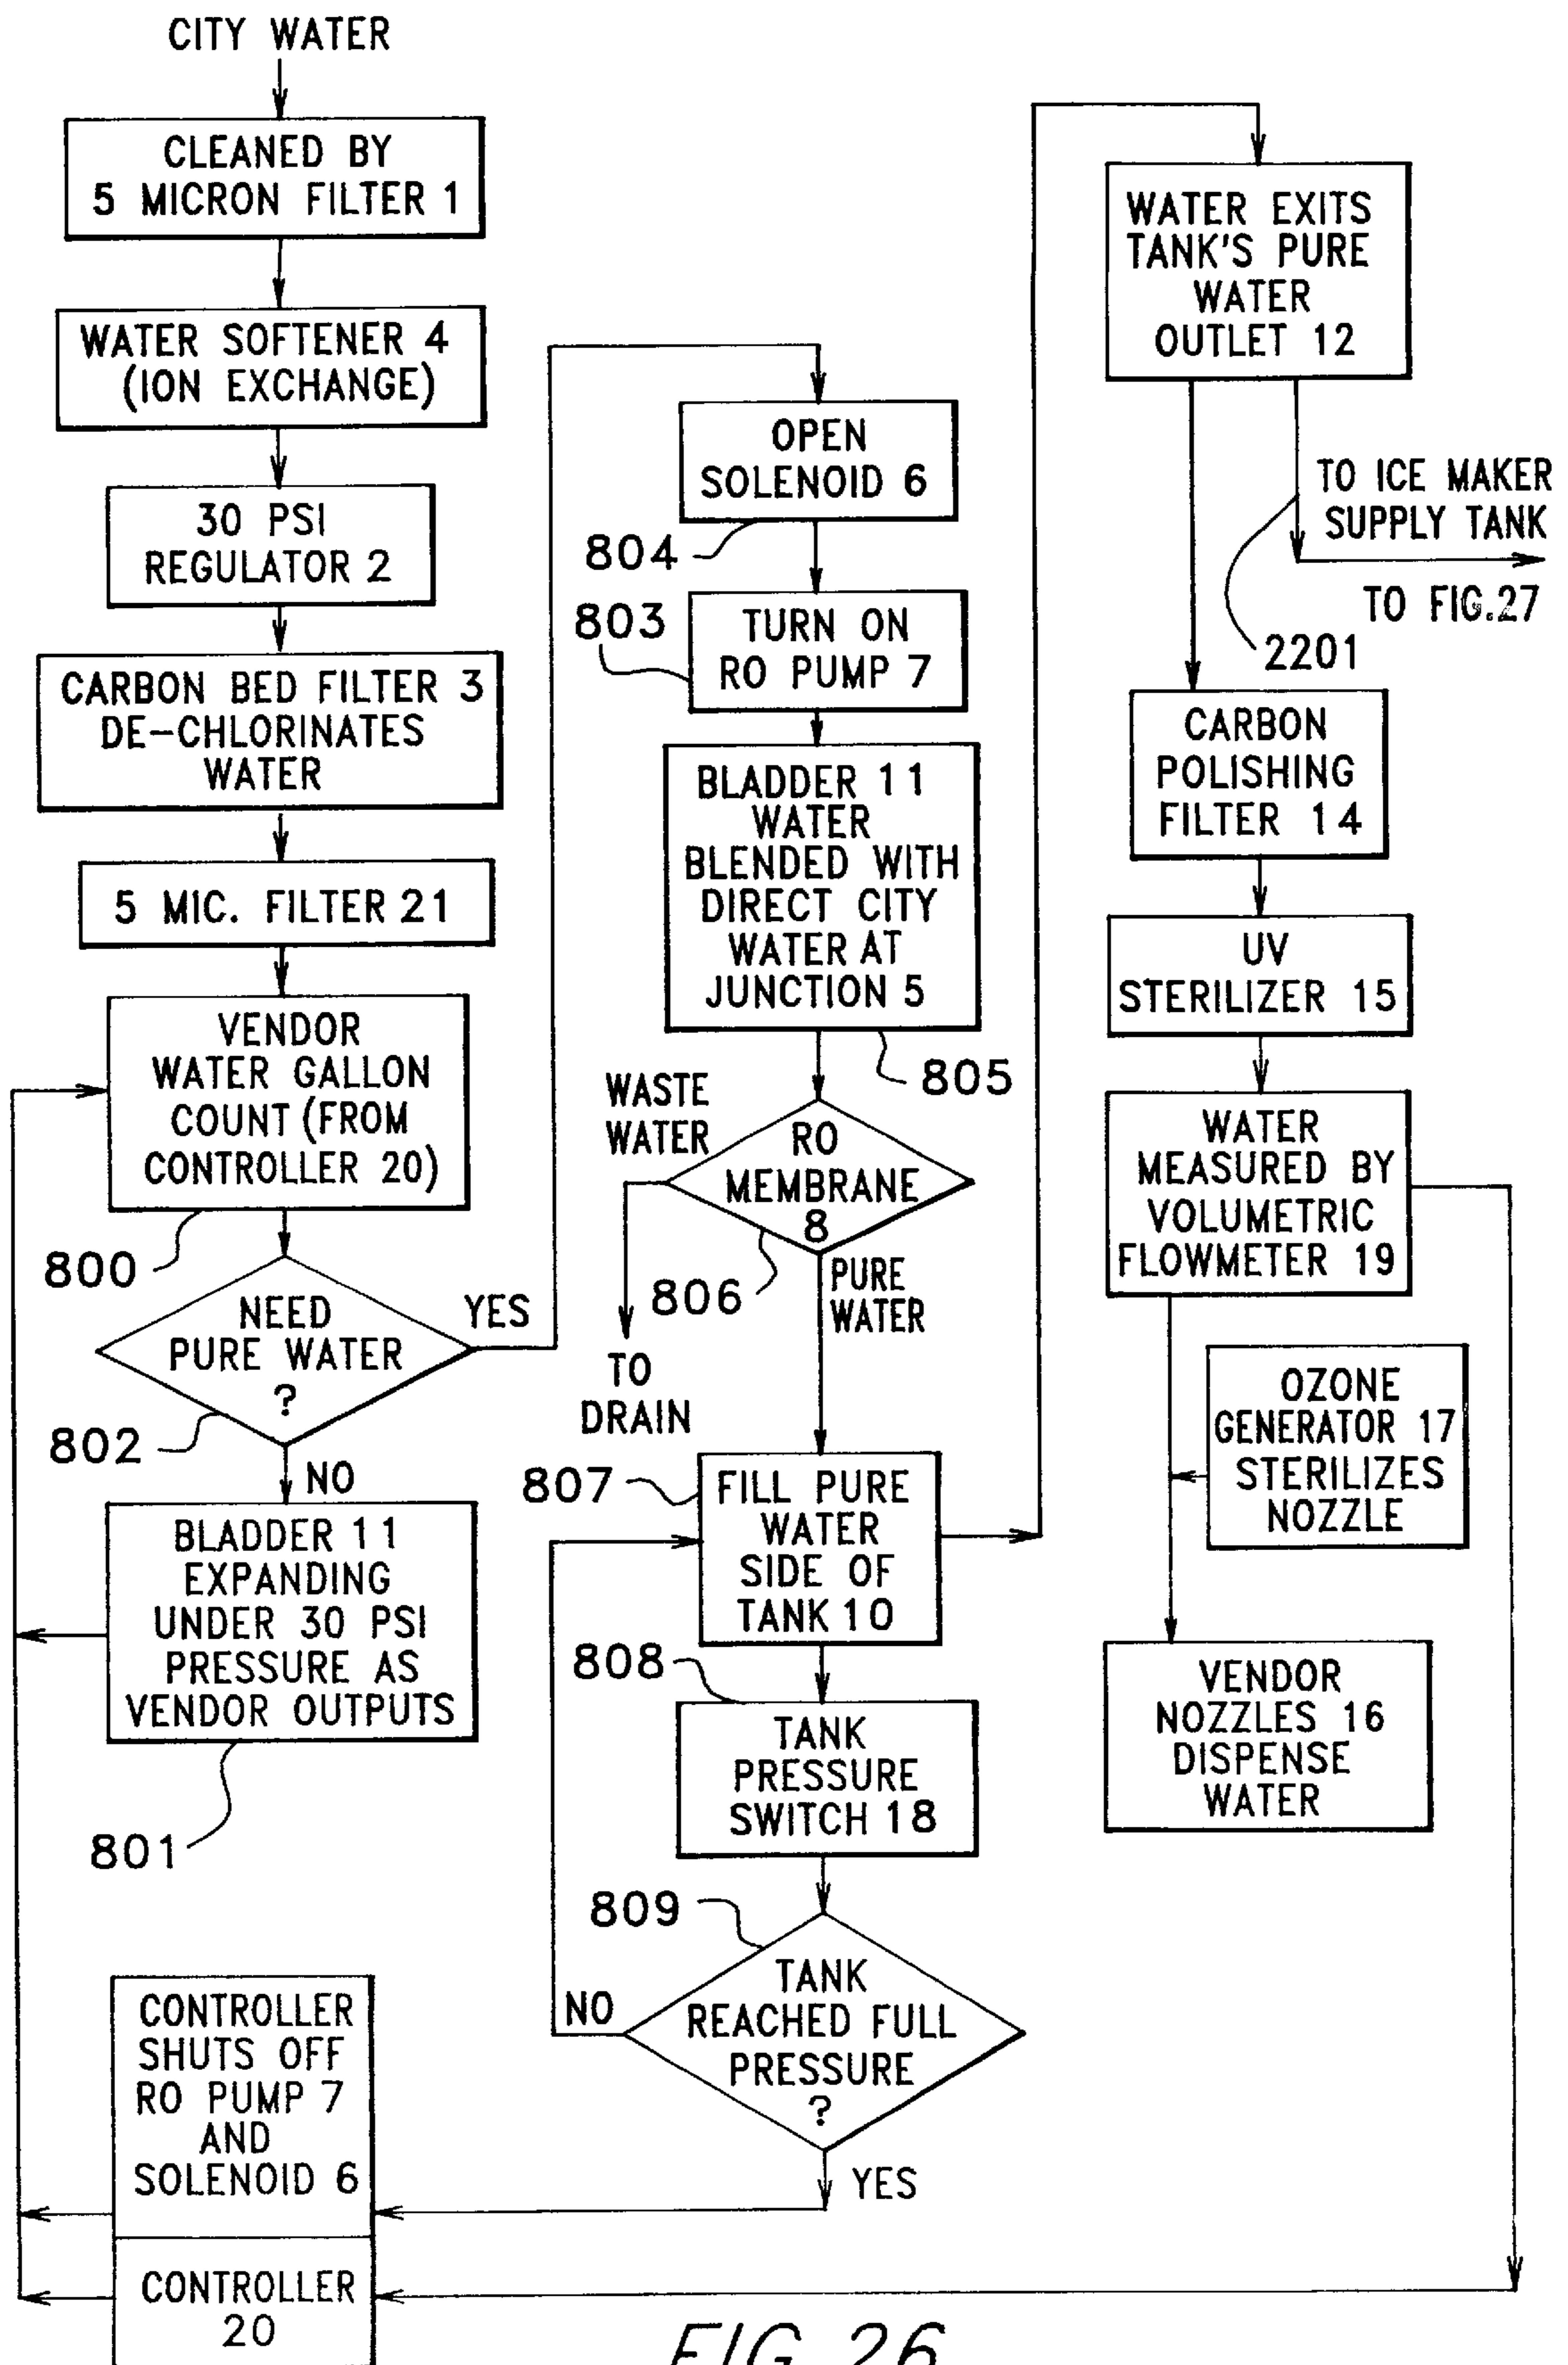 CITY WATER
CLEANED BY
5 MICRON FILTER 1
WATER SOFTENER 4
(ION EXCHANGE)
30 PSI
REGULATOR 2
CARBON BED FILTER 3
DE-CHLORINATES
WATER
5 MIC. FILTER 21
VENDOR
WATER GALLON
COUNT (FROM
CONTROLLER 20)
800
NEED
PURE WATER
?
YES
802
NO
BLADDER 11
EXPANDING
UNDER 30 PSI
PRESSURE AS
VENDOR OUTPUTS
801
CONTROLLER
SHUTS OFF
RO PUMP 7
AND
SOLENOID 6
CONTROLLER
20
OPEN
SOLENOID 6
804
803
TURN ON
RO PUMP 7
BLADDER 11
WATER
BLENDED WITH
DIRECT CITY
WATER AT
JUNCTION 5
805
WASTE
WATER
RO
MEMBRANE
8
806
PURE
WATER
TO
DRAIN
807
FILL PURE
WATER
SIDE OF
TANK 10
808
TANK
PRESSURE
SWITCH 18
809
TANK
REACHED FULL
PRESSURE
?
NO
YES
WATER EXITS
TANK'S PURE
WATER
OUTLET 12
TO ICE MAKER
SUPPLY TANK
TO FIG.27
2201
CARBON
POLISHING
FILTER 14
UV
STERILIZER 15
WATER
MEASURED BY
VOLUMETRIC
FLOWMETER 19
OZONE
GENERATOR 17
STERILIZES
NOZZLE
VENDOR
NOZZLES 16
DISPENSE
WATER
FIG. 26